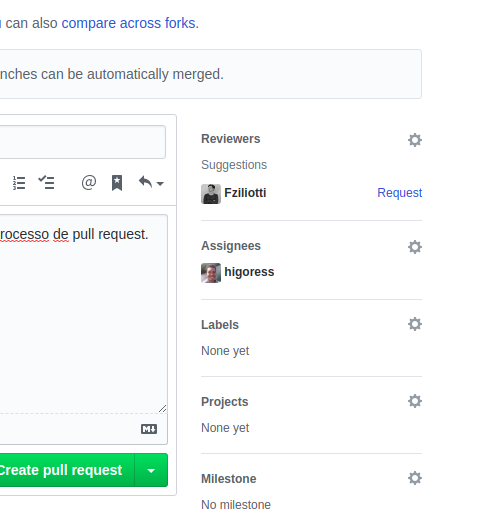 can also compare across forks.
nches can be automatically merged.
Reviewers
Suggestions
Fziliotti
Request
@
rocesso de pull request.
Assignees
higoress
Labels
None yet
Projects
None yet
Create pull request
Milestone
No milestone